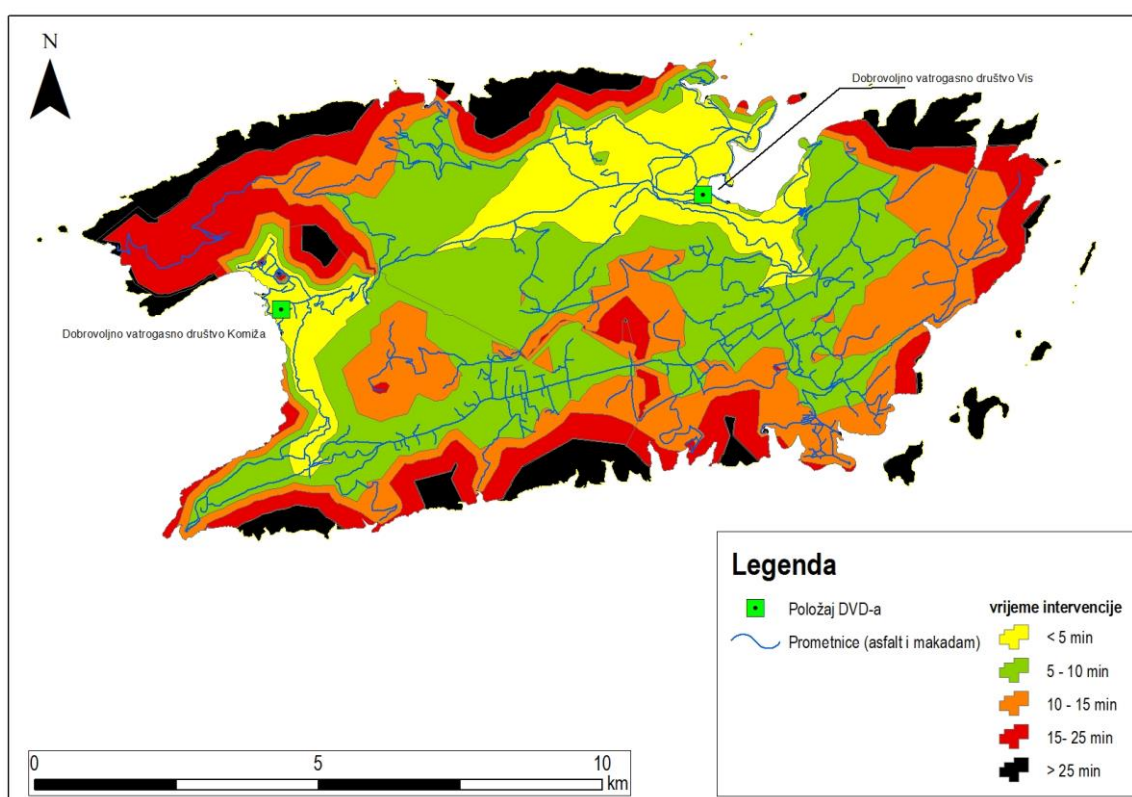 N
Dobrovoljno vatrogasno društvo Vis
Dobrovoljno vatrogasno društvo Komiža
Legenda
Položaj DVD-a
Prometnice (asfalt i makadam)
vrijeme intervencije
< 5 min
5 - 10 min
10 - 15 min
15- 25 min
> 25 min
0 5 10
km